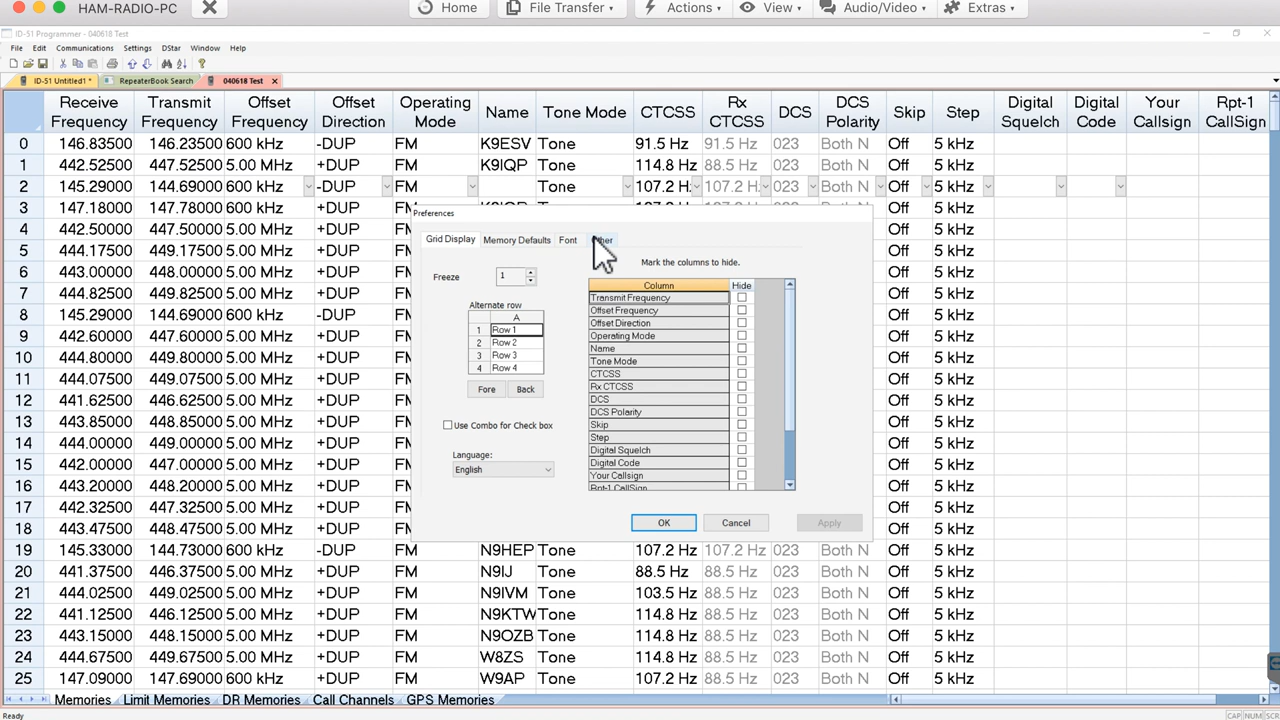 HAM-RADIO-PC Home File Transfer Actions View Audio/Video Extras
ID-51 Programmer - 040618 Test
File Edit Communications Settings DStar Window Help
ID-51 Untitled1 * RepeaterBook Search 040618 Test
Receive Frequency Transmit Frequency Offset Frequency Offset Direction Operating Mode Name Tone Mode CTCSS Rx CTCSS DCS DCS Polarity Skip Step Digital Squelch Digital Code Your Callsign Rpt-1 CallSign
0 146.83500 146.23500 600 kHz -DUP FM K9ESV Tone 91.5 Hz 91.5 Hz 023 Both N Off 5 kHz
1 442.52500 447.52500 5.00 MHz +DUP FM K9IQP Tone 114.8 Hz 88.5 Hz 023 Both N Off 5 kHz
2 145.29000 144.69000 600 kHz -DUP FM Tone 107.2 Hz 107.2 Hz 023 Both N Off 5 kHz
3 147.18000 147.78000 600 kHz +DUP FM Off 5 kHz
4 442.50000 447.50000 5.00 MHz +DUP Off 5 kHz
5 444.17500 449.17500 5.00 MHz +DUP Off 5 kHz
6 443.00000 448.00000 5.00 MHz +DUP Off 5 kHz
7 444.82500 449.82500 5.00 MHz +DUP Off 5 kHz
8 145.29000 144.69000 600 kHz -DUP Off 5 kHz
9 442.60000 447.60000 5.00 MHz +DUP Off 5 kHz
10 444.80000 449.80000 5.00 MHz +DUP Off 5 kHz
11 444.07500 449.07500 5.00 MHz +DUP Off 5 kHz
12 441.62500 446.62500 5.00 MHz +DUP Off 5 kHz
13 443.85000 448.85000 5.00 MHz +DUP Off 5 kHz
14 444.00000 449.00000 5.00 MHz +DUP Off 5 kHz
15 442.00000 447.00000 5.00 MHz +DUP Off 5 kHz
16 443.20000 448.20000 5.00 MHz +DUP Off 5 kHz
17 442.32500 447.32500 5.00 MHz +DUP Off 5 kHz
18 443.47500 448.47500 5.00 MHz +DUP Off 5 kHz
19 145.33000 144.73000 600 kHz -DUP FM N9HEP Tone 107.2 Hz 107.2 Hz 023 Both N Off 5 kHz
20 441.37500 446.37500 5.00 MHz +DUP FM N9IJ Tone 88.5 Hz 88.5 Hz 023 Both N Off 5 kHz
21 444.02500 449.02500 5.00 MHz +DUP FM N9IVM Tone 103.5 Hz 88.5 Hz 023 Both N Off 5 kHz
22 441.12500 446.12500 5.00 MHz +DUP FM N9KTW Tone 114.8 Hz 88.5 Hz 023 Both N Off 5 kHz
23 443.15000 448.15000 5.00 MHz +DUP FM N9OZB Tone 114.8 Hz 88.5 Hz 023 Both N Off 5 kHz
24 444.67500 449.67500 5.00 MHz +DUP FM W8ZS Tone 114.8 Hz 88.5 Hz 023 Both N Off 5 kHz
25 147.09000 147.69000 600 kHz +DUP FM W9AP Tone 107.2 Hz 88.5 Hz 023 Both N Off 5 kHz
Preferences
Grid Display Memory Defaults Font
Freeze 1
Alternate row
A
1 Row 1
2 Row 2
3 Row 3
4 Row 4
Fore Back
Use Combo for Check box
Language:
English
Mark the columns to hide.
Column Hide
Transmit Frequency
Offset Frequency
Offset Direction
Operating Mode
Name
Tone Mode
CTCSS
Rx CTCSS
DCS
DCS Polarity
Skip
Step
Digital Squelch
Digital Code
Your Callsign
Rpt-1 CallSign
OK Cancel Apply
Memories Limit Memories DR Memories Call Channels GPS Memories
Ready CAP NUM SCR